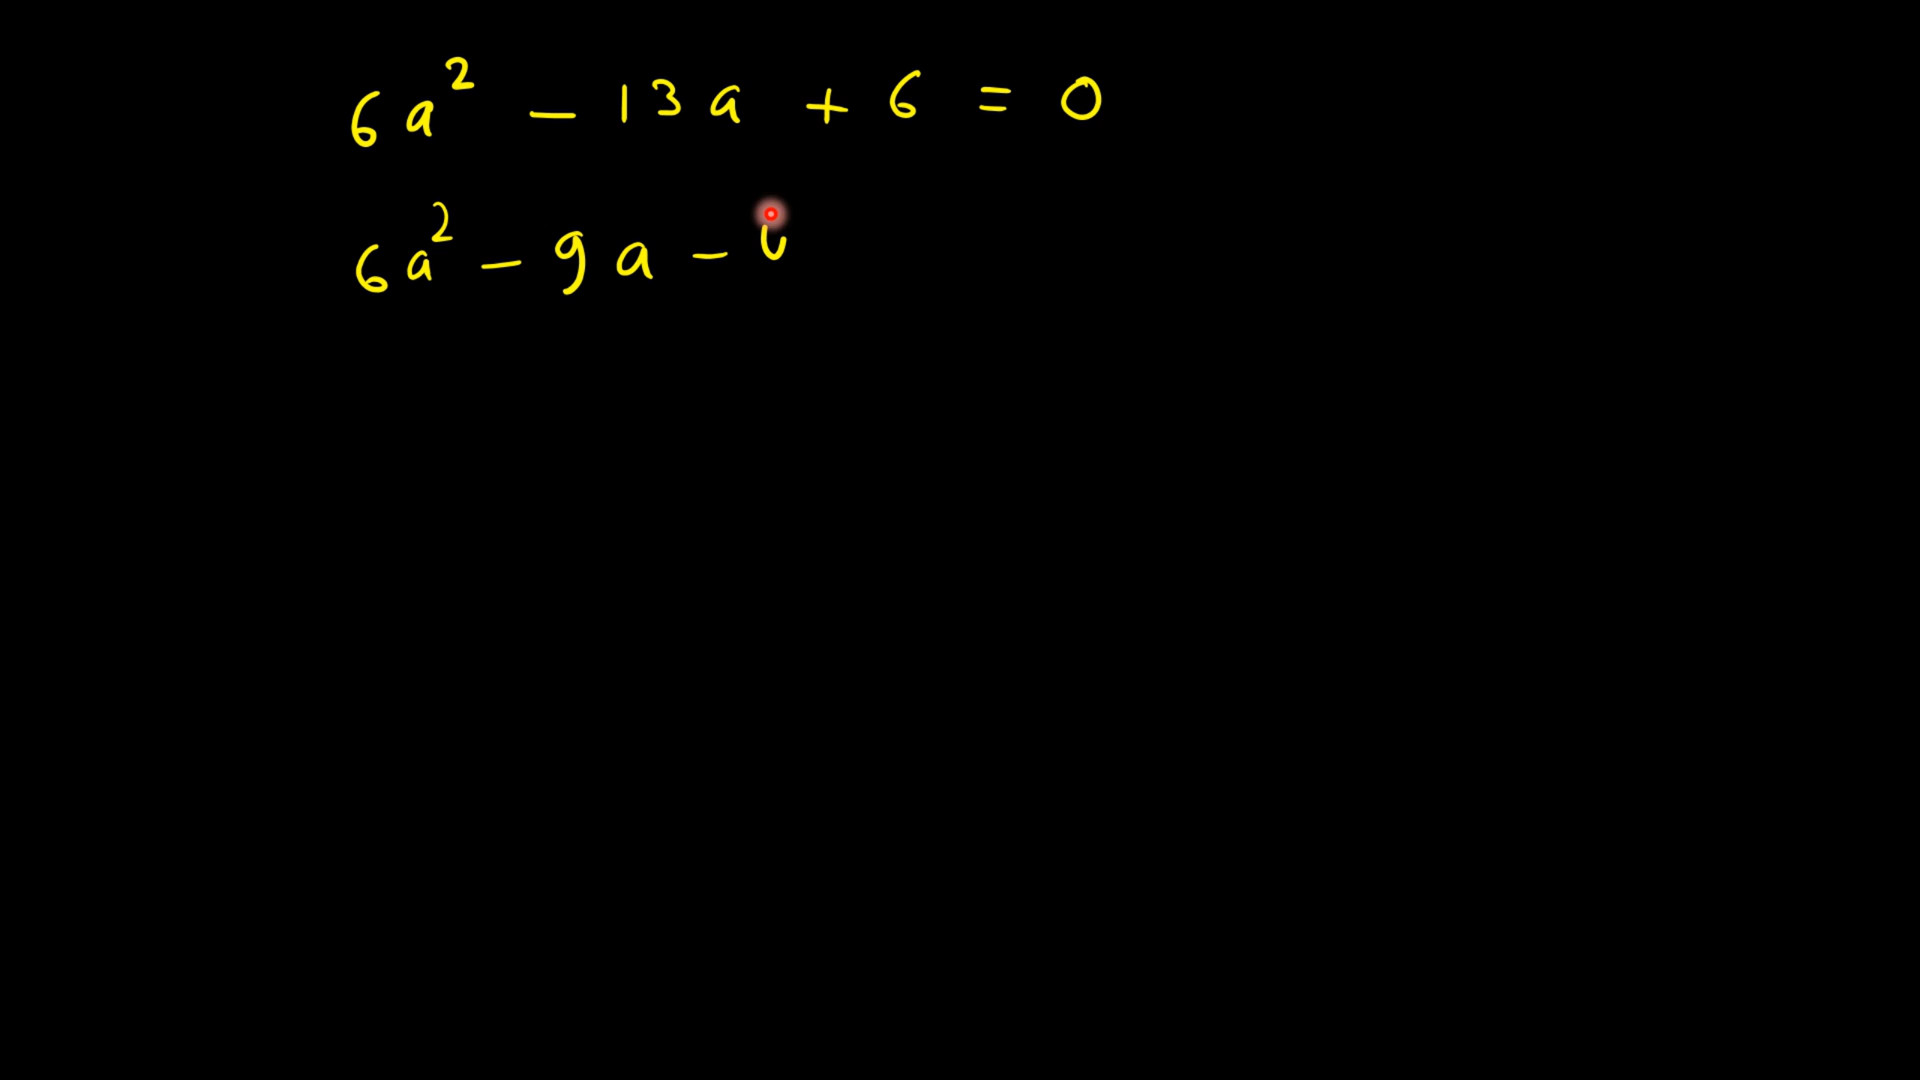 6a² - 13a + 6 = 0
6a² - 9a -